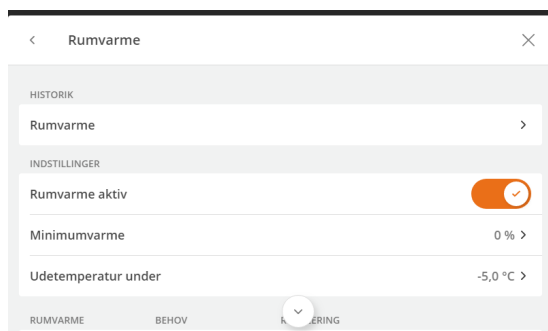 Rumvarme
HISTORIK
Rumvarme
INDSTILLINGER
Rumvarme aktiv
Minimumvarme 0 %
Udetemperatur under -5,0 °C
RUMVARME BEHOV